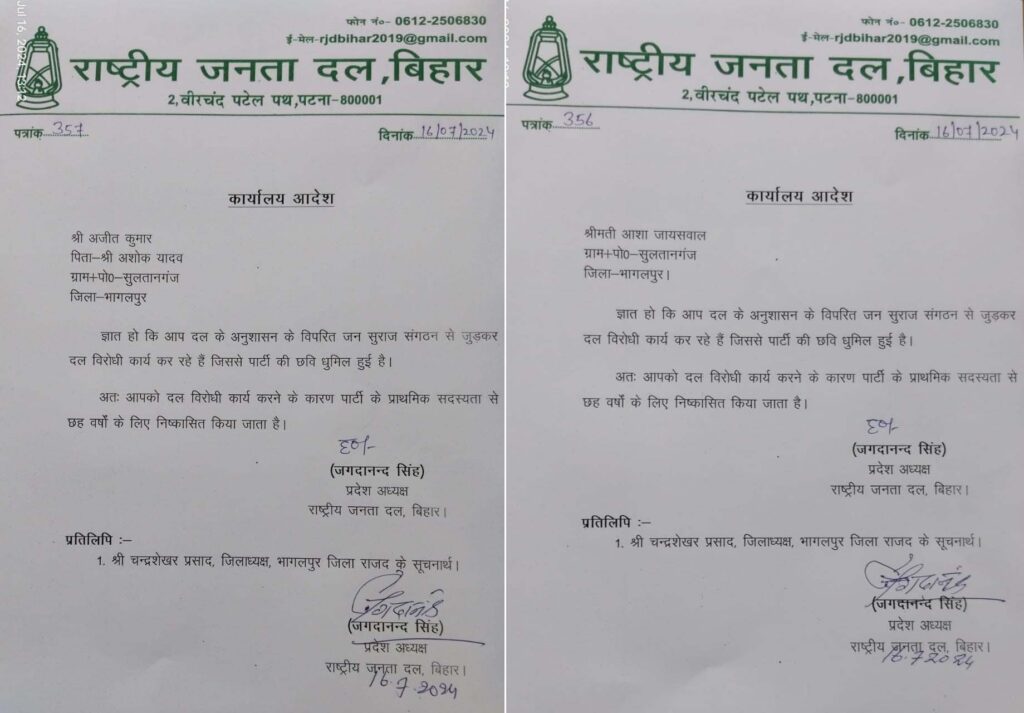 फोन नं०- 0612-2506830
ई-मेल-rjdbihar2019@gmail.com
राष्ट्रीय जनता दल,बिहार
2,वीरचंद पटेल पथ,पटना-800001
पत्रांक 357 दिनांक 16/07/2024
कार्यालय आदेश
श्री अजीत कुमार
पिता–श्री अशोक यादव
ग्राम+पो0–सुलतानगंज
जिला–भागलपुर
ज्ञात हो कि आप दल के अनुशासन के विपरित जन सुराज संगठन से जुड़कर
दल विरोधी कार्य कर रहे हैं जिससे पार्टी की छवि धुमिल हुई है।
अतः आपको दल विरोधी कार्य करने के कारण पार्टी के प्राथमिक सदस्यता से
छह वर्षो के लिए निष्कासित किया जाता है।
ह०/-
(जगदानन्द सिंह)
प्रदेश अध्यक्ष
राष्ट्रीय जनता दल, बिहार।
प्रतिलिपि :–
1. श्री चन्द्रशेखर प्रसाद, जिलाध्यक्ष, भागलपुर जिला राजद के सूचनार्थ।
जगदानंद
(जगदानन्द सिंह)
प्रदेश अध्यक्ष
राष्ट्रीय जनता दल, बिहार।
16.7.2024
फोन नं०- 0612-2506830
ई-मेल-rjdbihar2019@gmail.com
राष्ट्रीय जनता दल,बिहार
2,वीरचंद पटेल पथ,पटना-800001
पत्रांक 356 दिनांक 16/07/2024
कार्यालय आदेश
श्रीमती आशा जायसवाल
ग्राम+पो0–सुलतानगंज
जिला–भागलपुर।
ज्ञात हो कि आप दल के अनुशासन के विपरित जन सुराज संगठन से जुड़कर
दल विरोधी कार्य कर रहे हैं जिससे पार्टी की छवि धुमिल हुई है।
अतः आपको दल विरोधी कार्य करने के कारण पार्टी के प्राथमिक सदस्यता से
छह वर्षो के लिए निष्कासित किया जाता है।
ह०/-
(जगदानन्द सिंह)
प्रदेश अध्यक्ष
राष्ट्रीय जनता दल, बिहार।
प्रतिलिपि :–
1. श्री चन्द्रशेखर प्रसाद, जिलाध्यक्ष, भागलपुर जिला राजद के सूचनार्थ।
जगदानंद
(जगदानन्द सिंह)
प्रदेश अध्यक्ष
राष्ट्रीय जनता दल, बिहार।
16.7.2024